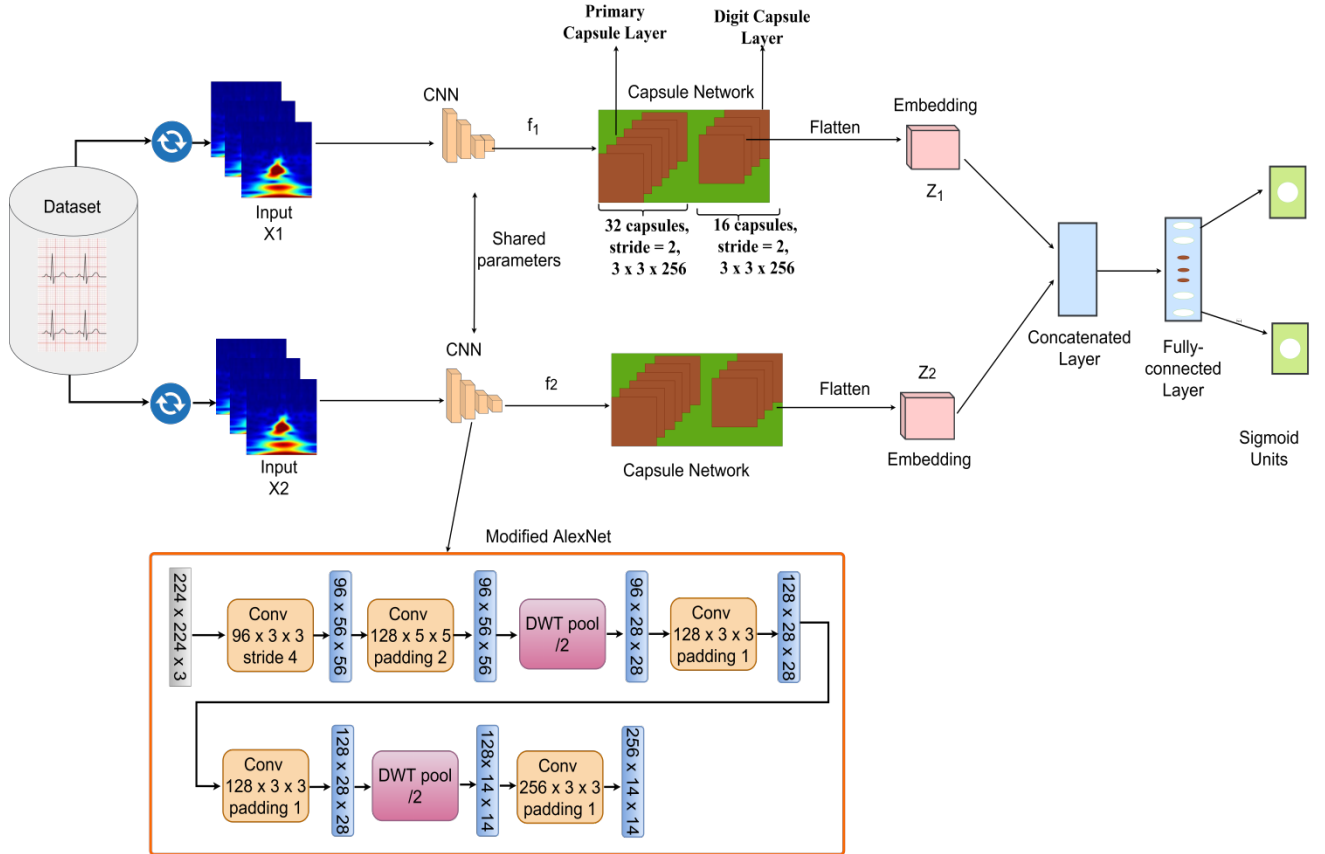 Primary
Capsule Layer
Digit Capsule
Layer
CNN
f1
Capsule Network
Flatten
Embedding
Z1
Dataset
Input
X1
Shared
parameters
32 capsules,
stride = 2,
3 x 3 x 256
16 capsules,
stride = 2,
3 x 3 x 256
Concatenated
Layer
Fully-
connected
Layer
CNN
f2
Flatten
Z2
Embedding
Capsule Network
Input
X2
Sigmoid
Units
Modified AlexNet
224 x 224 x 3
Conv
96 x 3 x 3
stride 4
96 x 56 x 56
Conv
128 x 5 x 5
padding 2
96 x 56 x 56
DWT pool
/2
96 x 28 x 28
Conv
128 x 3 x 3
padding 1
128 x 28 x 28
Conv
128 x 3 x 3
padding 1
128 x 28 x 28
DWT pool
/2
128x 14 x 14
Conv
256 x 3 x 3
padding 1
256 x 14 x 14